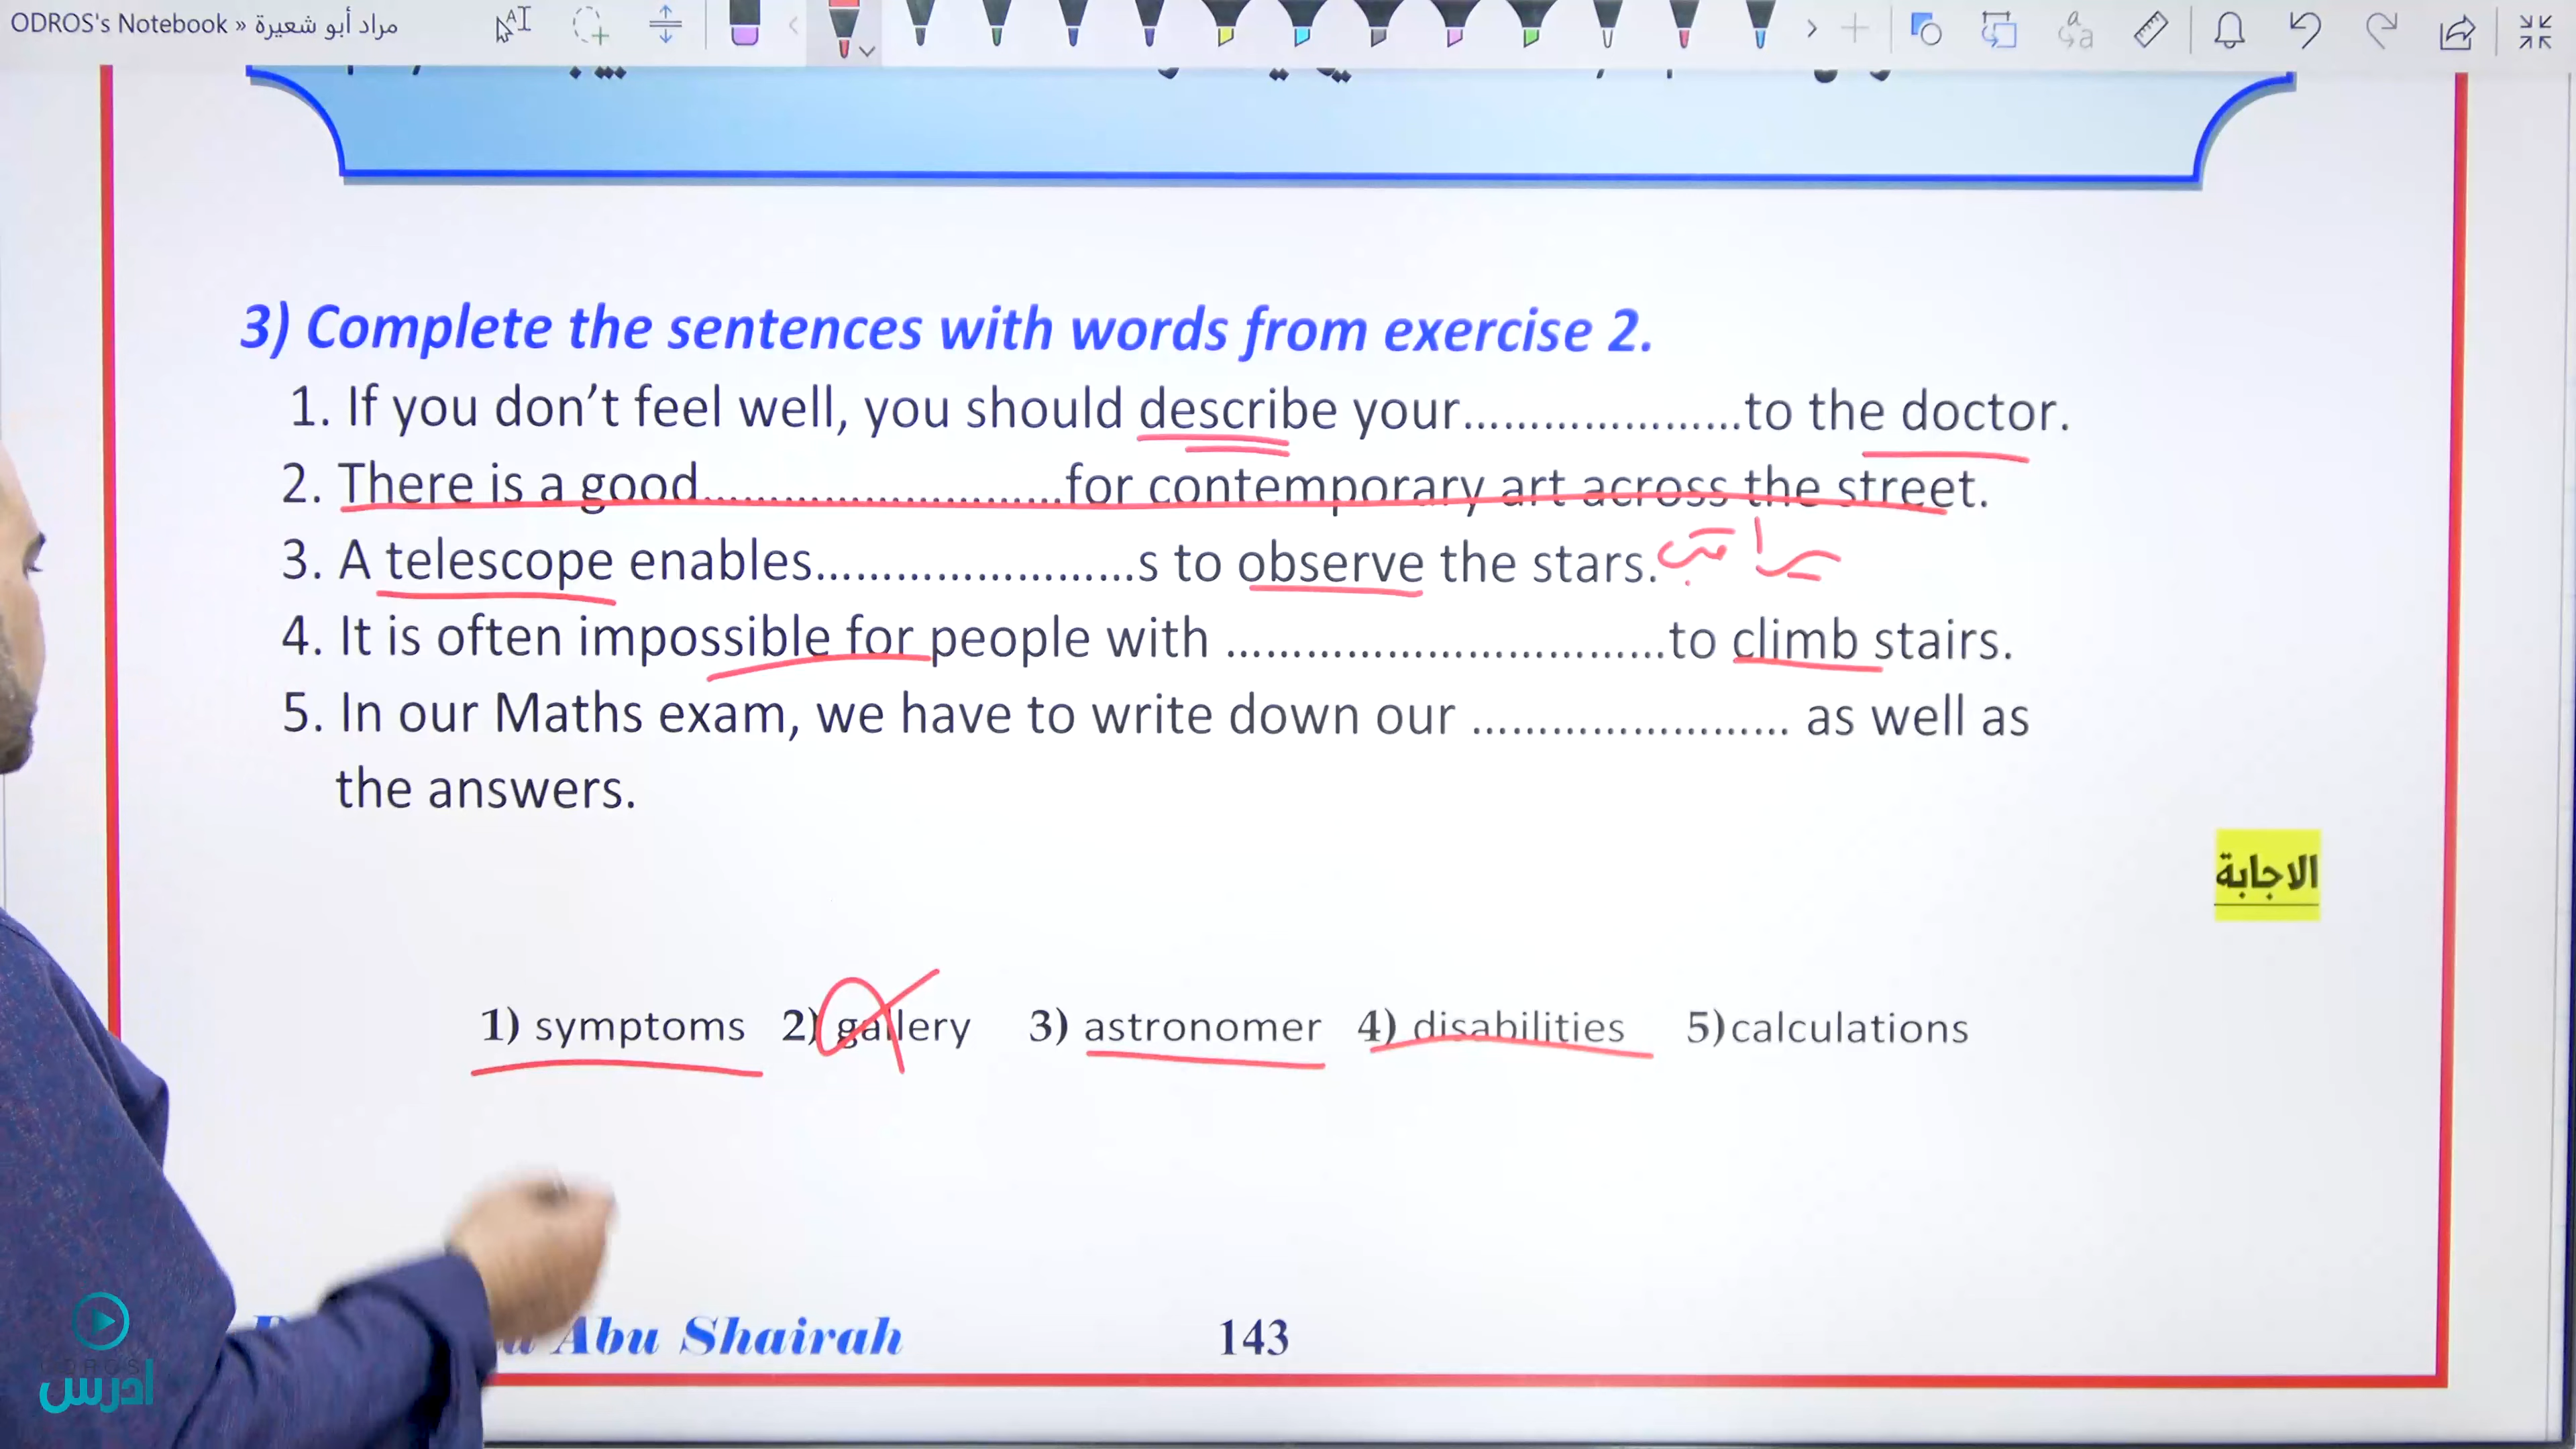 ODROS's Notebook » مراد أبو شعيرة
3) Complete the sentences with words from exercise 2.
1. If you don't feel well, you should describe your.....................to the doctor.
2. There is a good...........................for contemporary art across the street.
3. A telescope enables........................s to observe the stars. يراقب
4. It is often impossible for people with .................................to climb stairs.
5. In our Maths exam, we have to write down our ........................ as well as
the answers.
الاجابة
1) symptoms 2) gallery 3) astronomer 4) disabilities 5)calculations
Abu Shairah 143
ODROS
ادرس